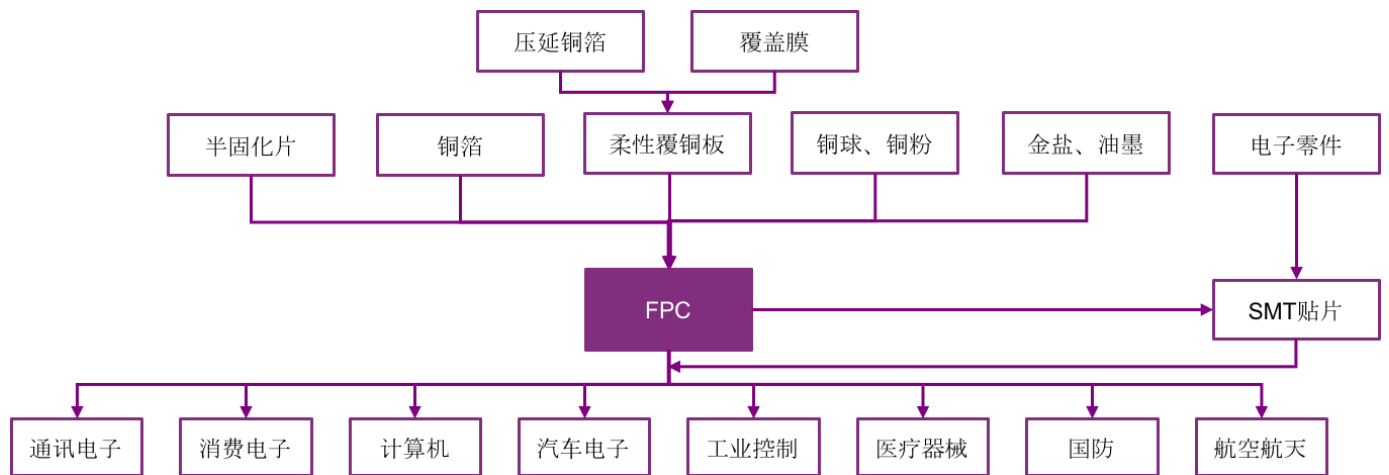 压延铜箔
覆盖膜
半固化片
铜箔
柔性覆铜板
铜球、铜粉
金盐、油墨
电子零件
FPC
SMT贴片
通讯电子
消费电子
计算机
汽车电子
工业控制
医疗器械
国防
航空航天